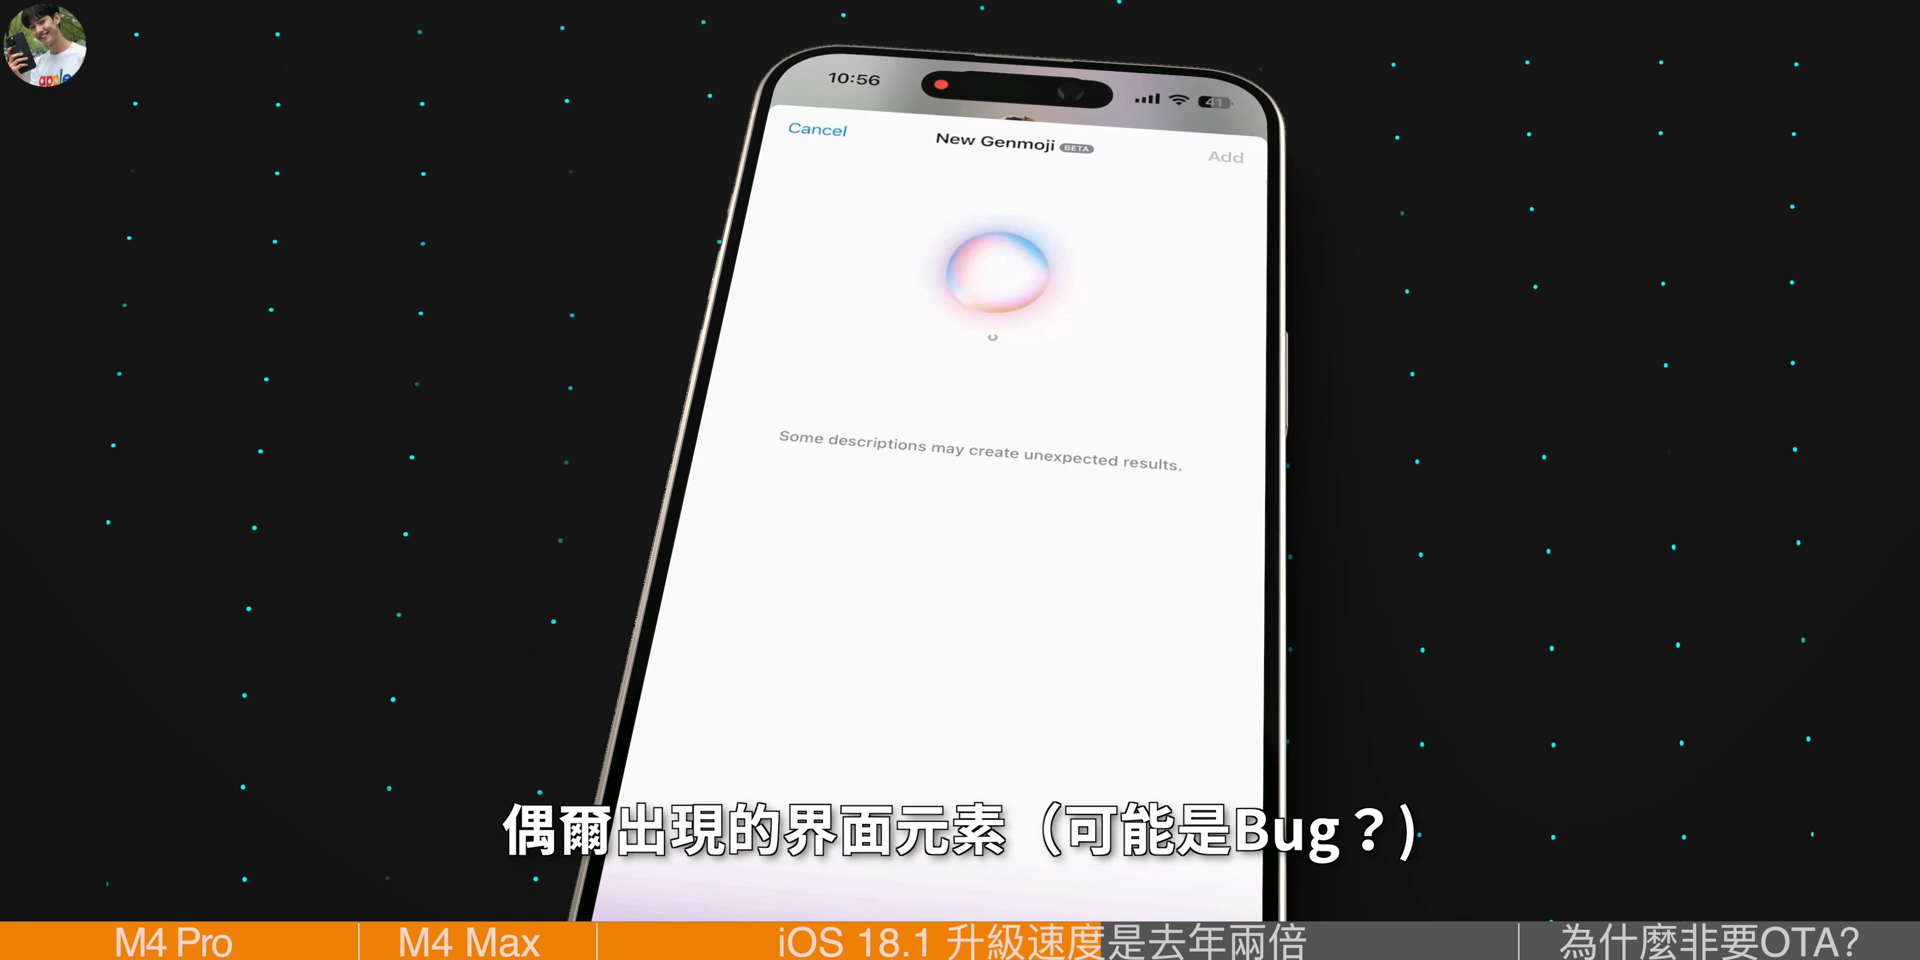 apple
10:56
41
Cancel
New Genmoji BETA
Add
Some descriptions may create unexpected results.
偶爾出現的界面元素（可能是Bug？)
M4 Pro
M4 Max
iOS 18.1 升級速度是去年兩倍
為什麼非要OTA?